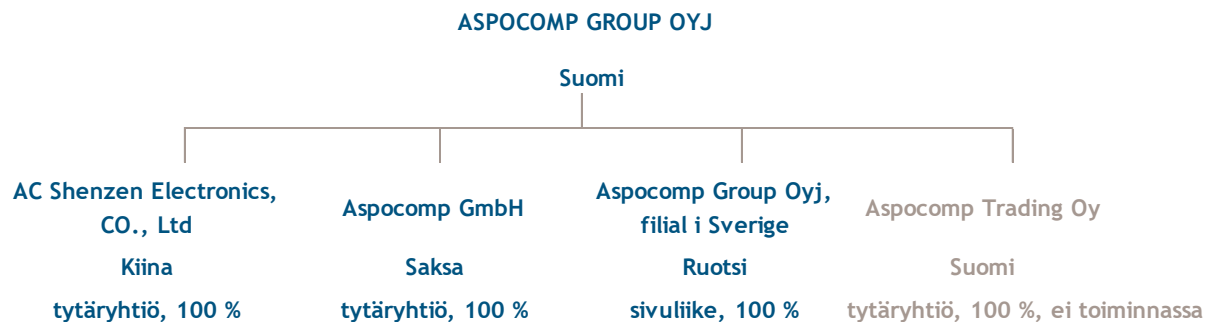 ASPOCOMP GROUP OYJ
Suomi
AC Shenzen Electronics,
CO., Ltd
Kiina
tytäryhtiö, 100 %
Aspocomp GmbH
Saksa
tytäryhtiö, 100 %
Aspocomp Group Oyj,
filial i Sverige
Ruotsi
sivuliike, 100 %
Aspocomp Trading Oy
Suomi
tytäryhtiö, 100 %, ei toiminnassa